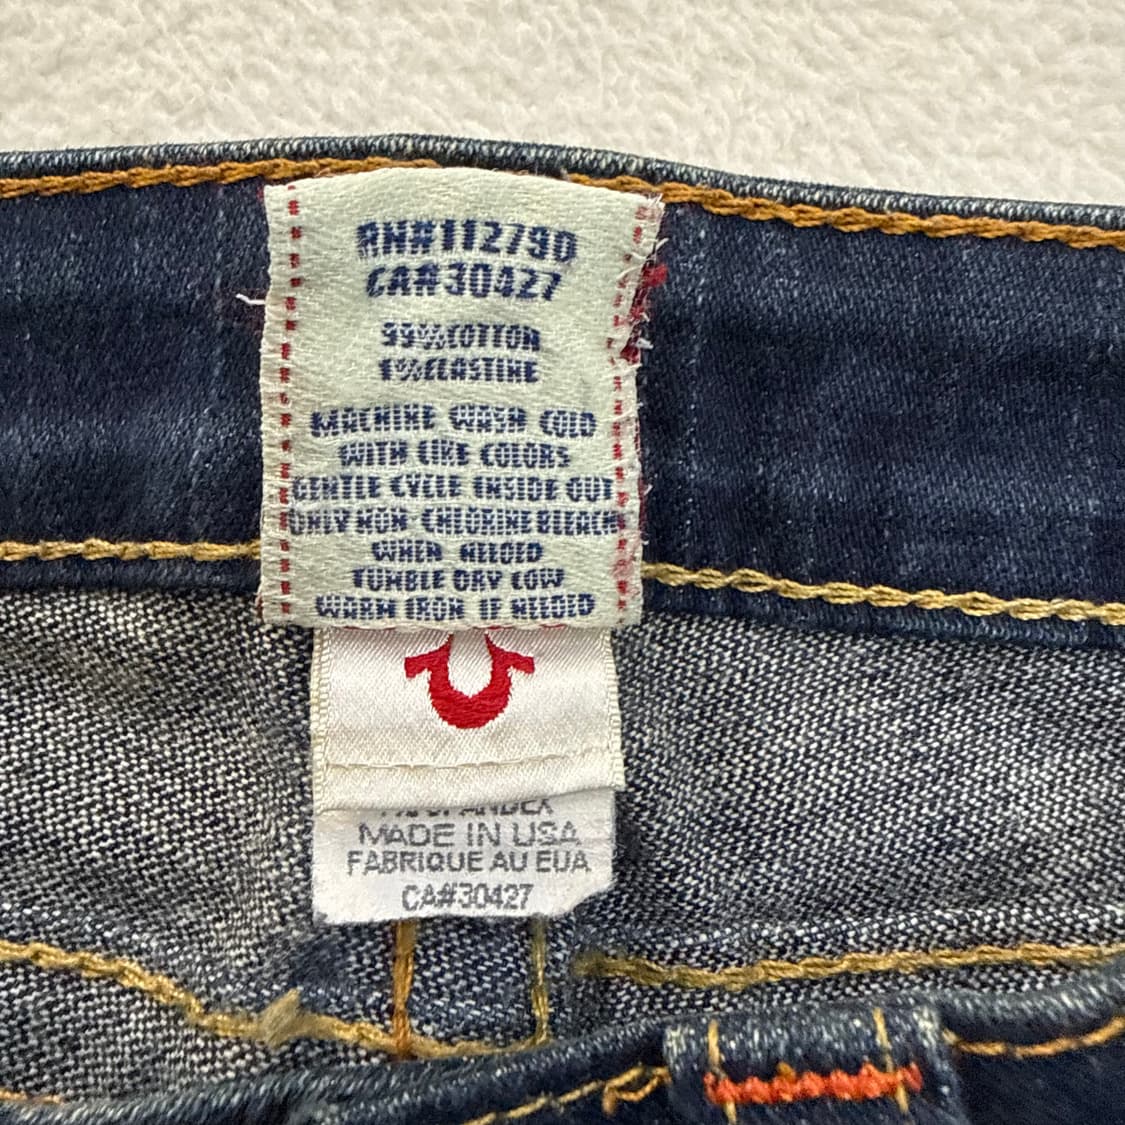 RN#112790
CA#30427
99%COTTON
1%ELASTINE
MACHINE WASH COLD
WITH LIKE COLORS
GENTLE CYCLE INSIDE OUT
ONLY NON-CHLORINE BLEACH
WHEN NEEDED
TUMBLE DRY LOW
WARM IRON IF NEEDED
SPANDEX
MADE IN USA
FABRIQUE AU EUA
CA#30427